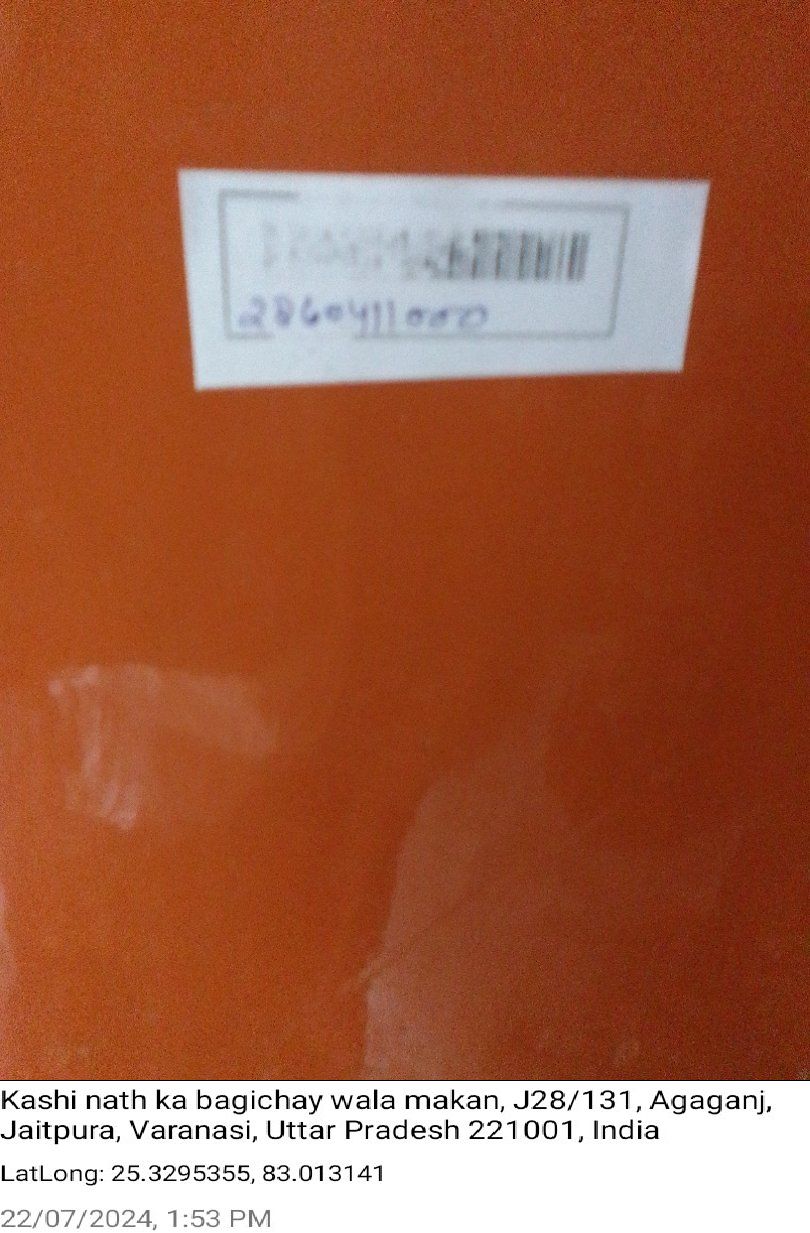 2860411000
Kashi nath ka bagichay wala makan, J28/131, Agaganj,
Jaitpura, Varanasi, Uttar Pradesh 221001, India
LatLong: 25.3295355, 83.013141
22/07/2024, 1:53 PM